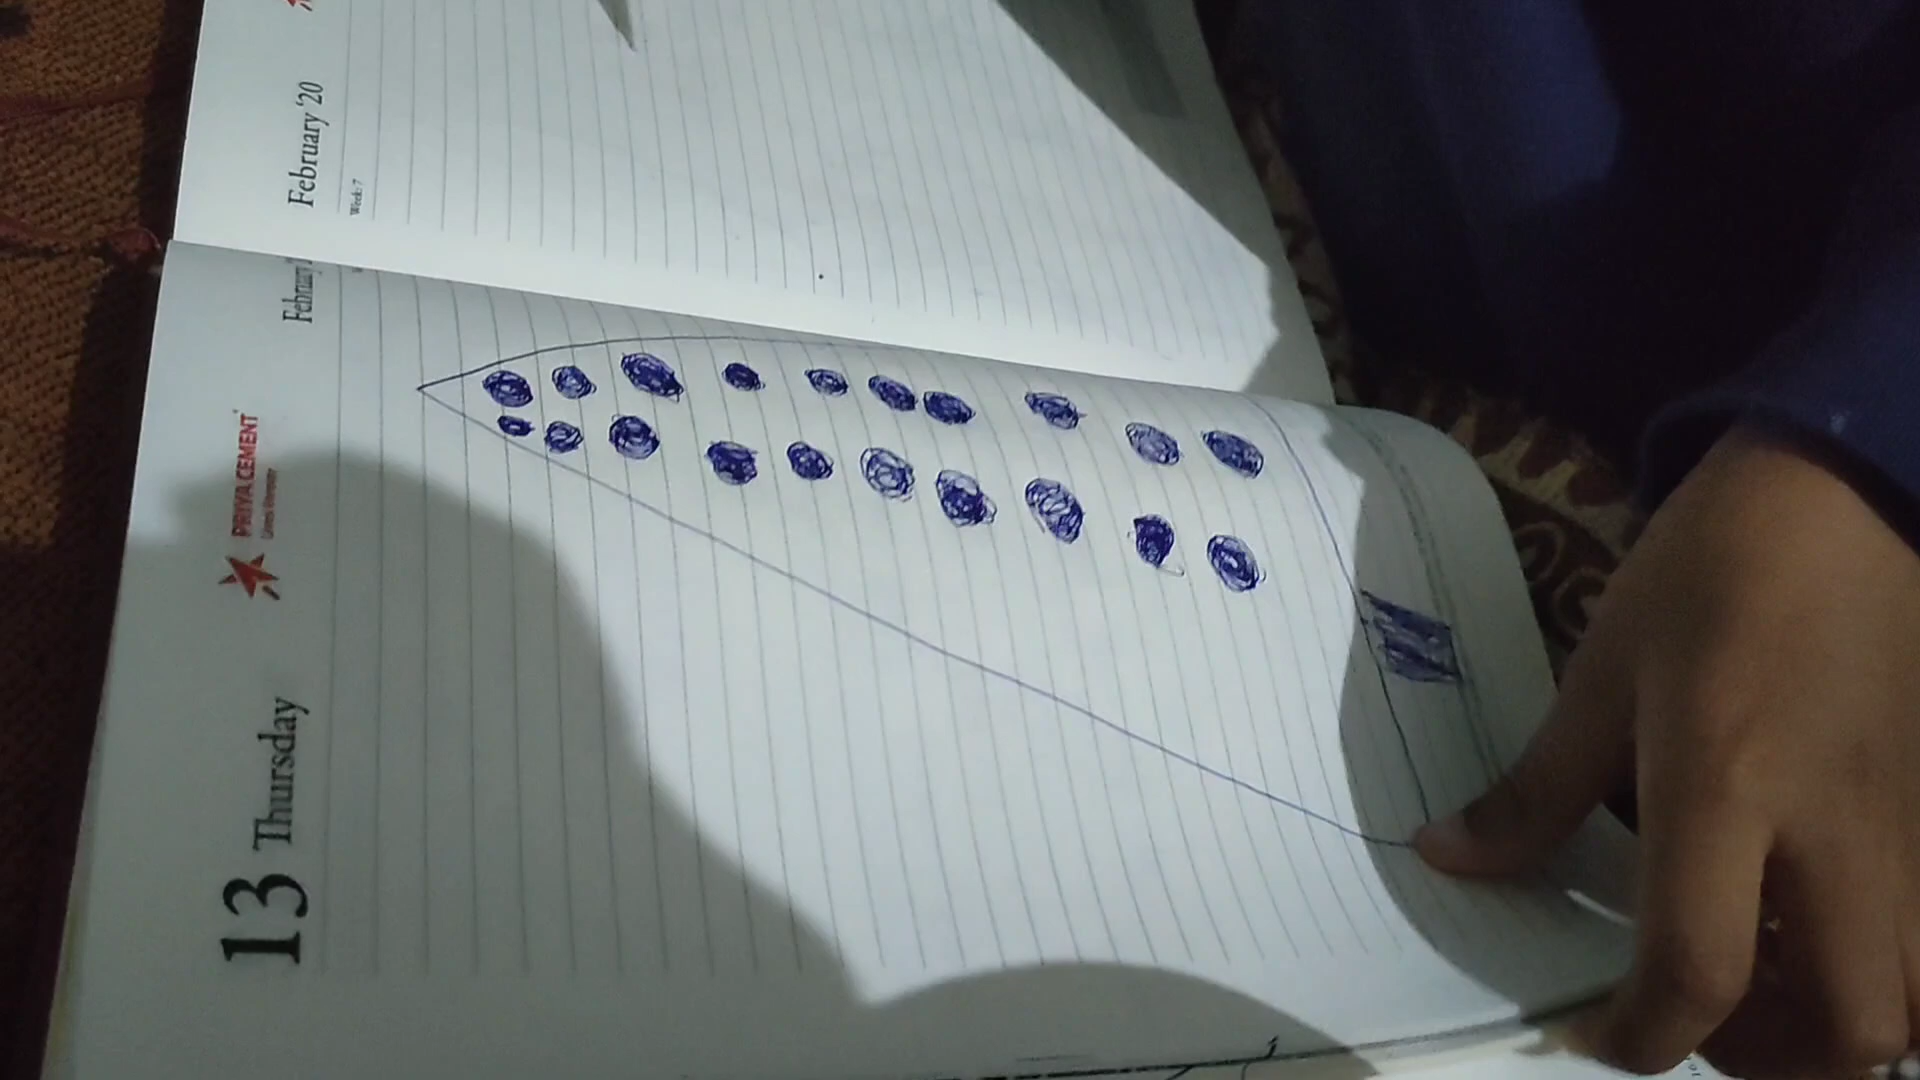 February '20
Week: 7
13 Thursday
PRIYA CEMENT
February